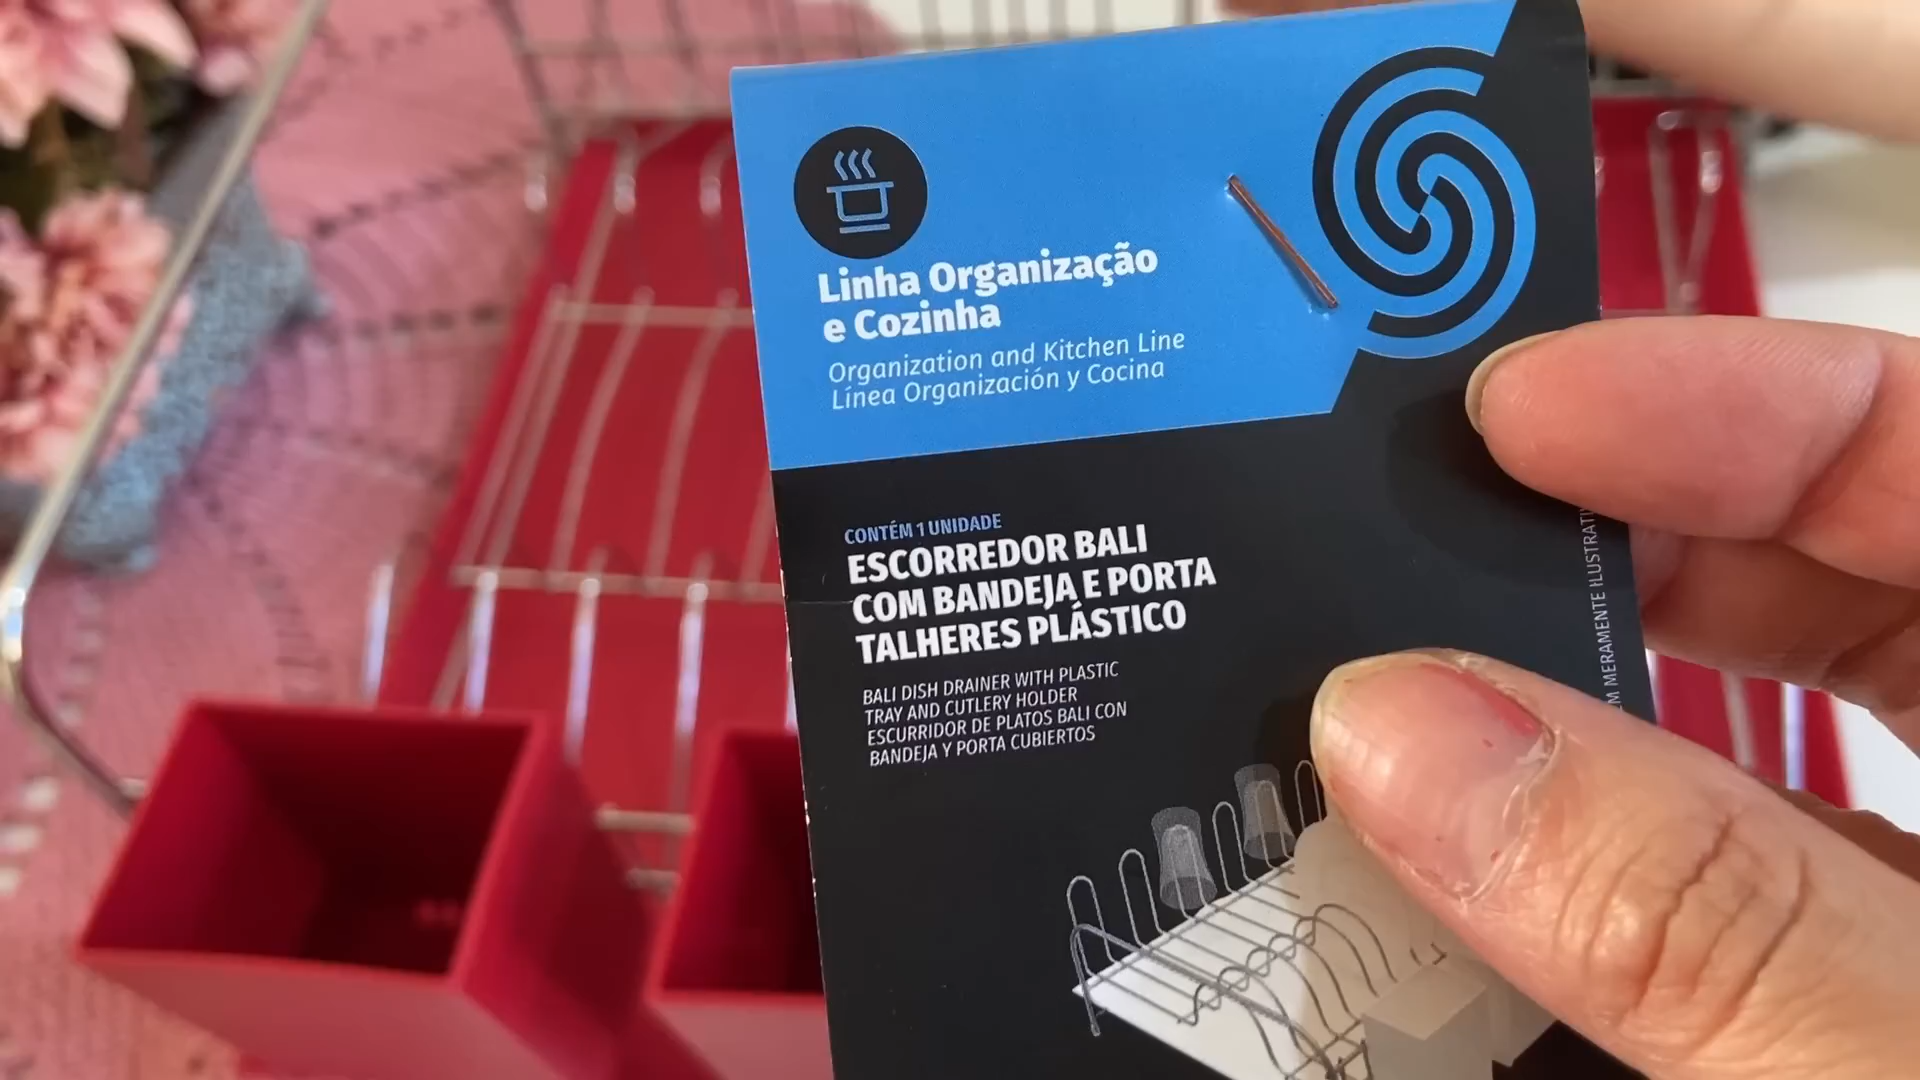 Linha Organização
e Cozinha
Organization and Kitchen Line
Línea Organización y Cocina
CONTÉM 1 UNIDADE
ESCORREDOR BALI
COM BANDEJA E PORTA
TALHERES PLÁSTICO
BALI DISH DRAINER WITH PLASTIC
TRAY AND CUTLERY HOLDER
ESCURRIDOR DE PLATOS BALI CON
BANDEJA Y PORTA CUBIERTOS
MERAMENTE